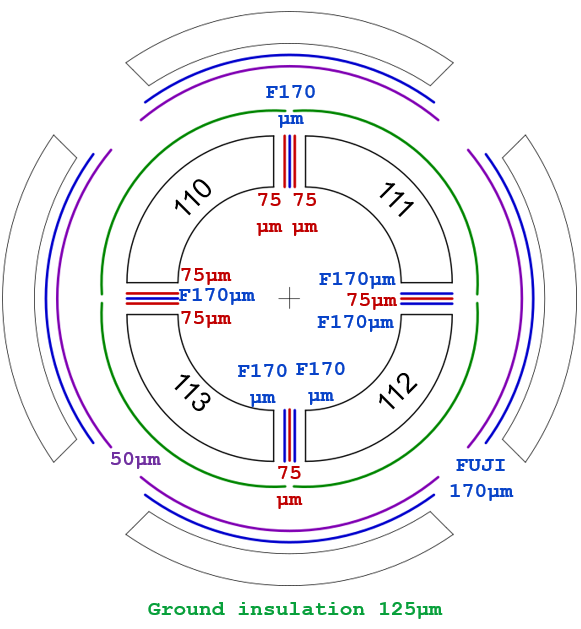 F170
µm
110
111
75 75
µm µm
75µm
F170µm
75µm
F170µm
75µm
F170µm
F170 F170
µm µm
113
112
75
µm
50µm
FUJI
170µm
Ground insulation 125µm